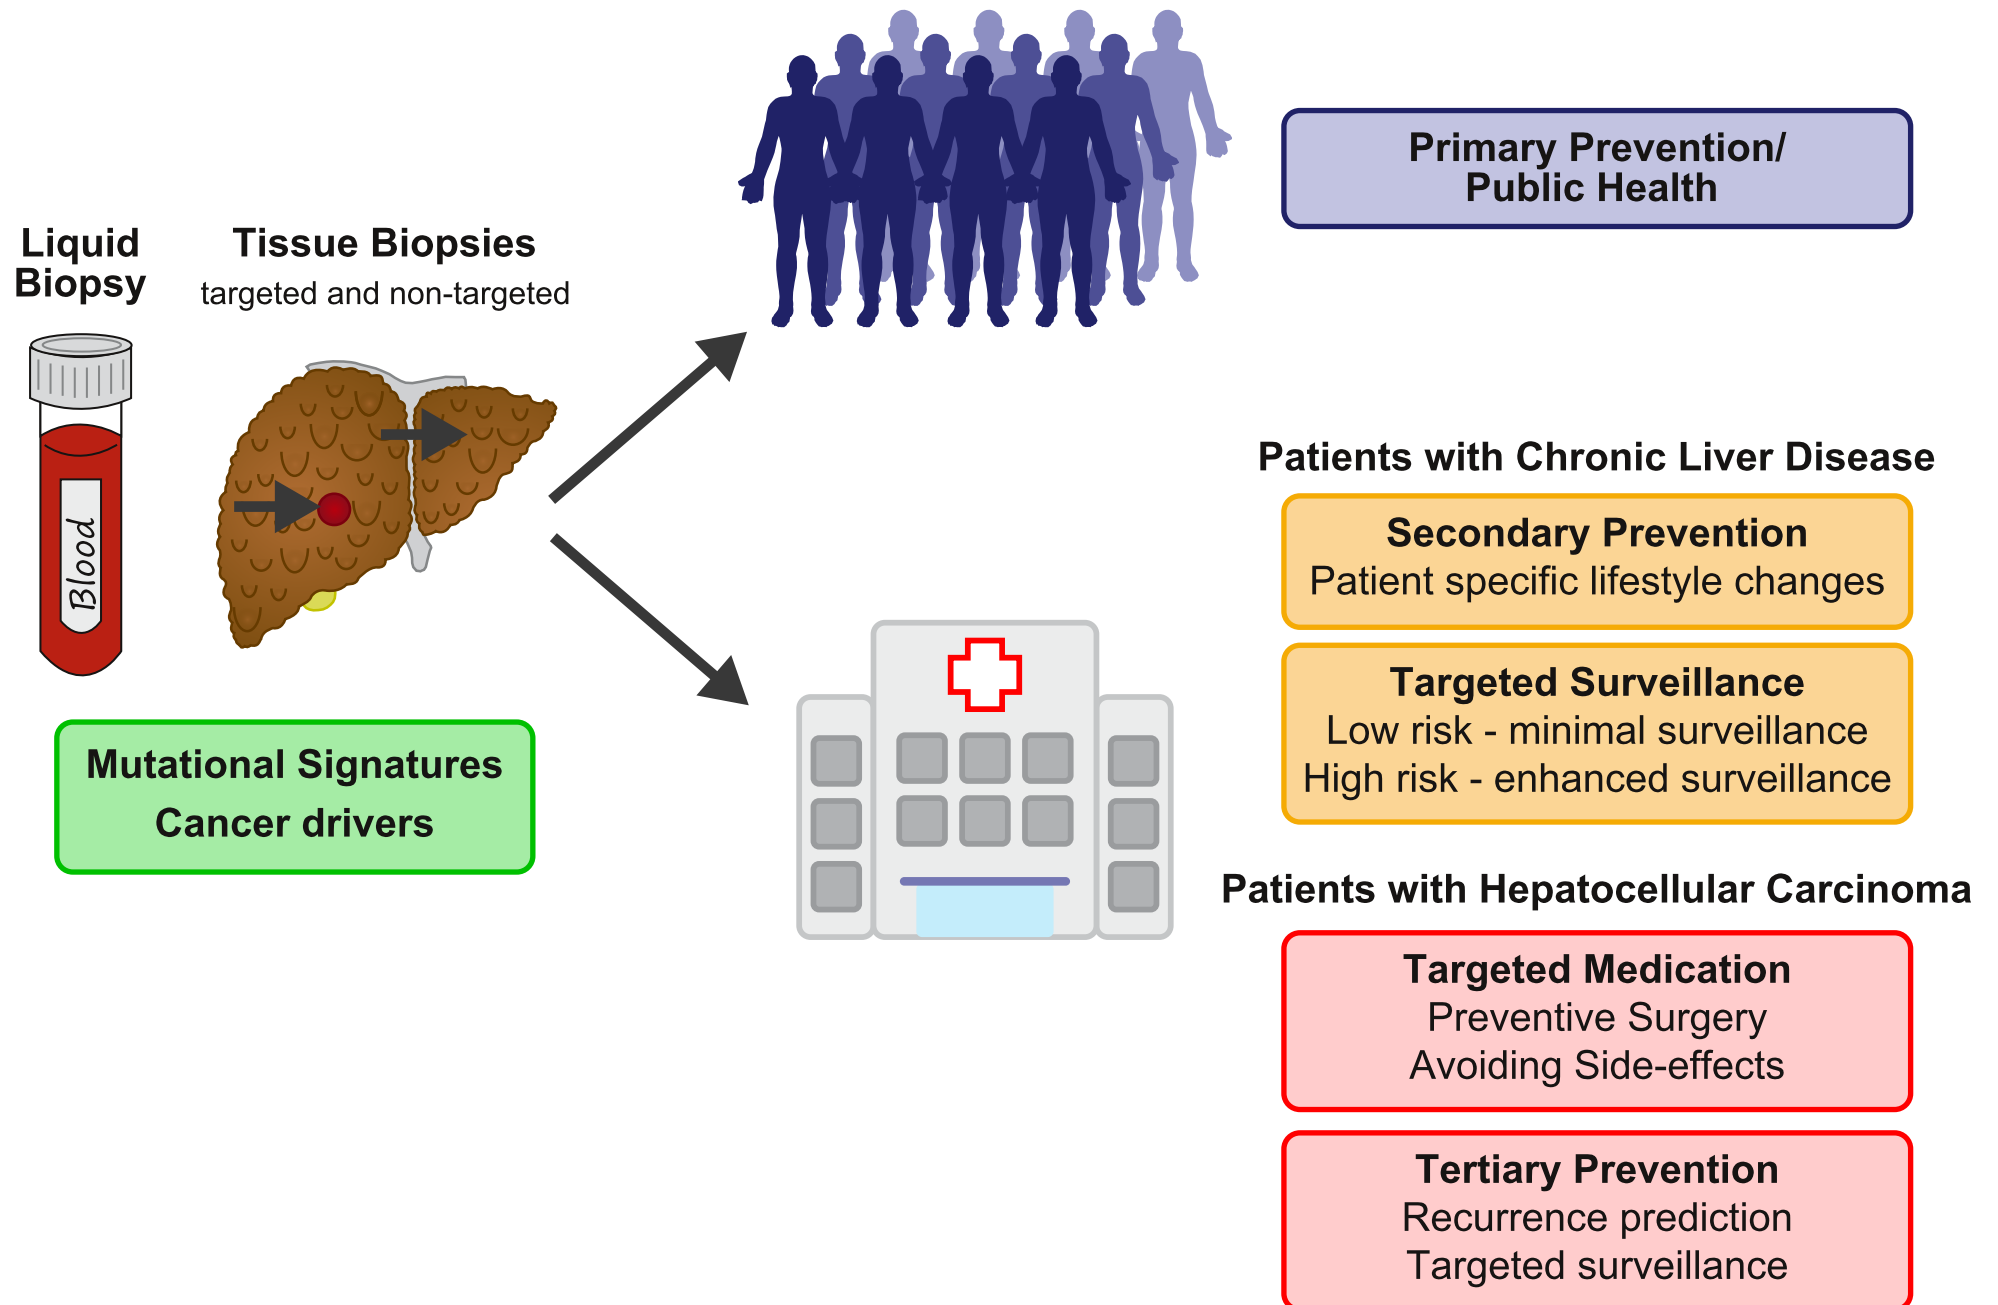 Liquid
Biopsy
Tissue Biopsies
targeted and non-targeted
Blood
Mutational Signatures
Cancer drivers
Primary Prevention/
Public Health
Patients with Chronic Liver Disease
Secondary Prevention
Patient specific lifestyle changes
Targeted Surveillance
Low risk - minimal surveillance
High risk - enhanced surveillance
Patients with Hepatocellular Carcinoma
Targeted Medication
Preventive Surgery
Avoiding Side-effects
Tertiary Prevention
Recurrence prediction
Targeted surveillance